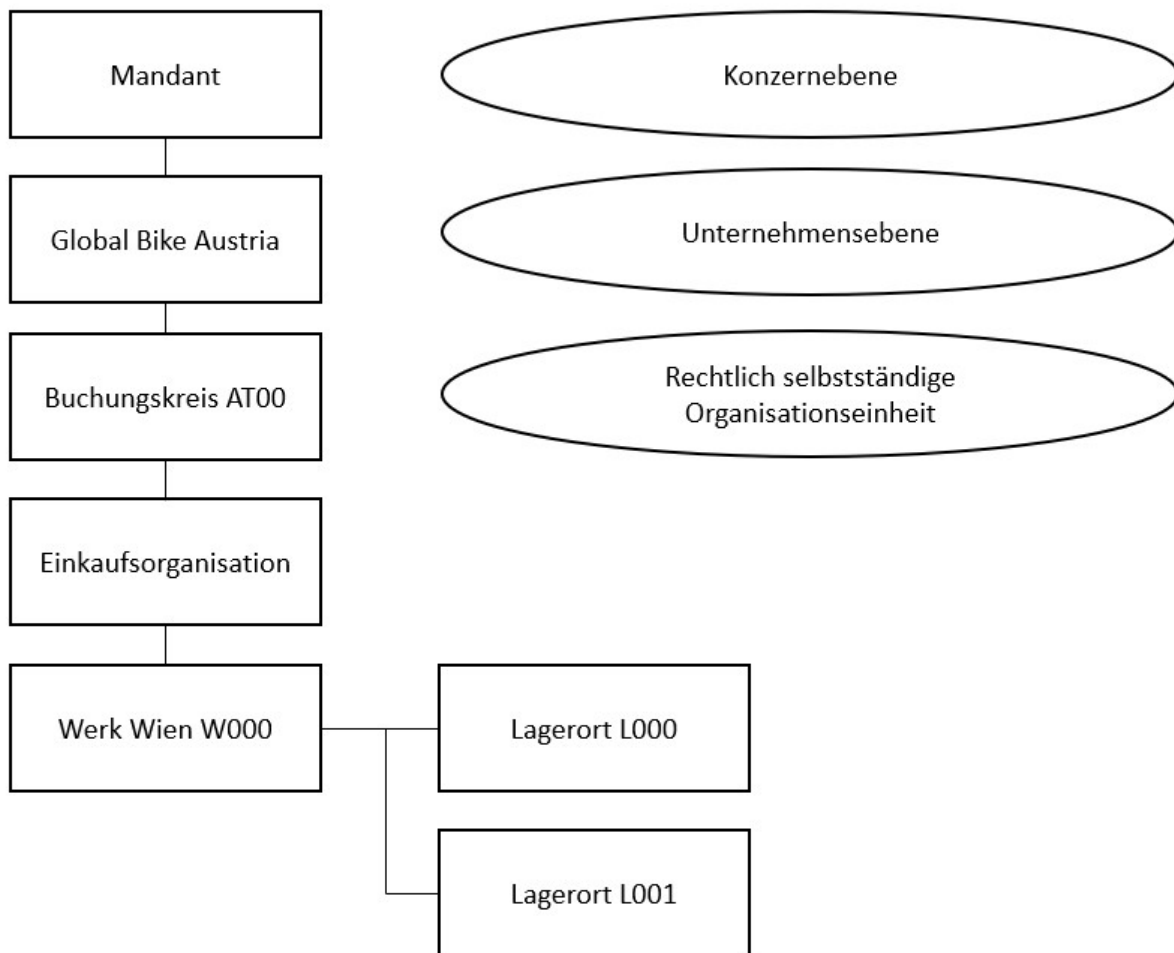 Mandant
Konzernebene
Global Bike Austria
Unternehmensebene
Buchungskreis AT00
Rechtlich selbstständige
Organisationseinheit
Einkaufsorganisation
Werk Wien W000
Lagerort L000
Lagerort L001